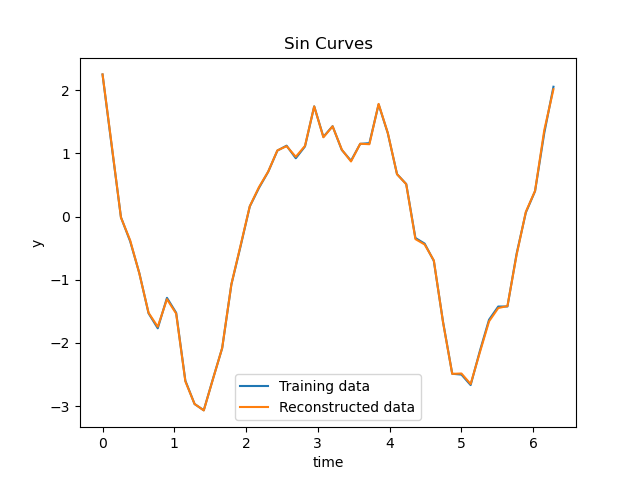 Sin Curves
y
2
1
0
−1
−2
−3
Training data
Reconstructed data
0 1 2 3 4 5 6
time